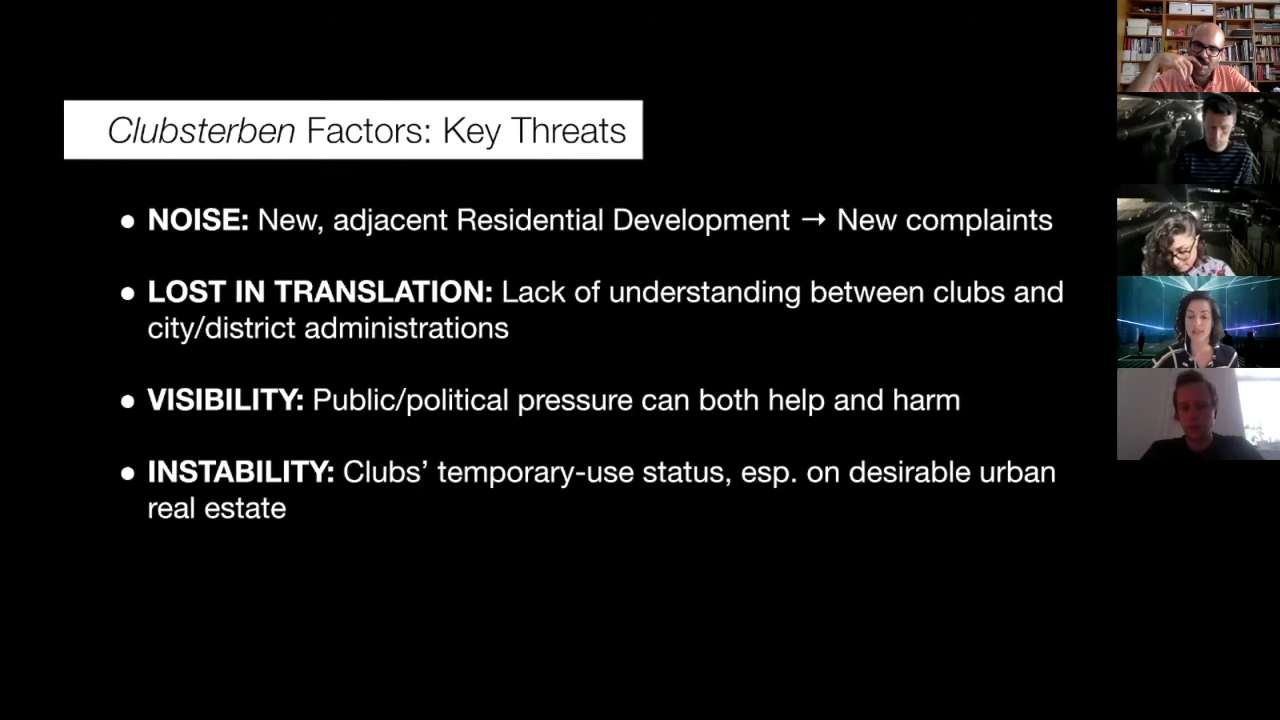 Clubsterben Factors: Key Threats
● NOISE: New, adjacent Residential Development → New complaints
● LOST IN TRANSLATION: Lack of understanding between clubs and
city/district administrations
● VISIBILITY: Public/political pressure can both help and harm
● INSTABILITY: Clubs’ temporary-use status, esp. on desirable urban
real estate